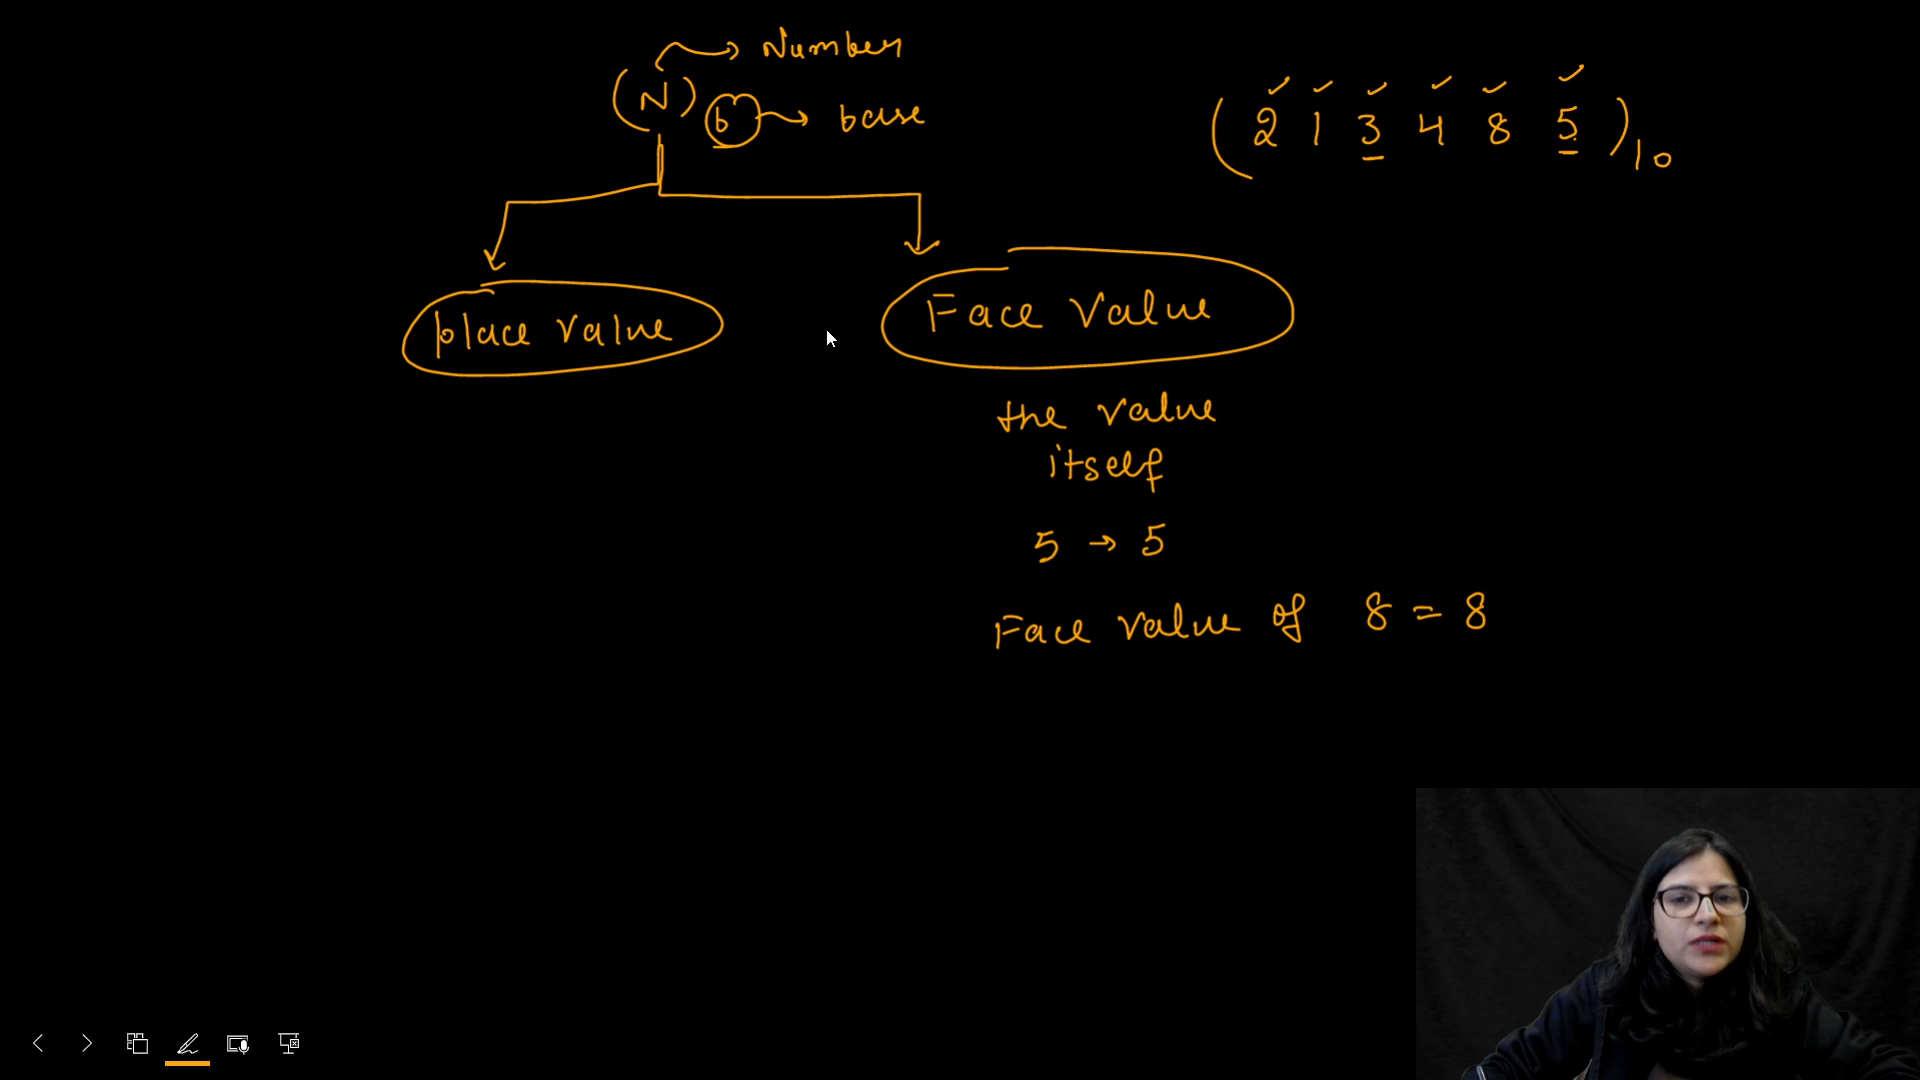 Number
(N) b → base
(2 1 3 4 8 5)10
place value
Face Value
the value
itself
5 → 5
Face value of 8 = 8